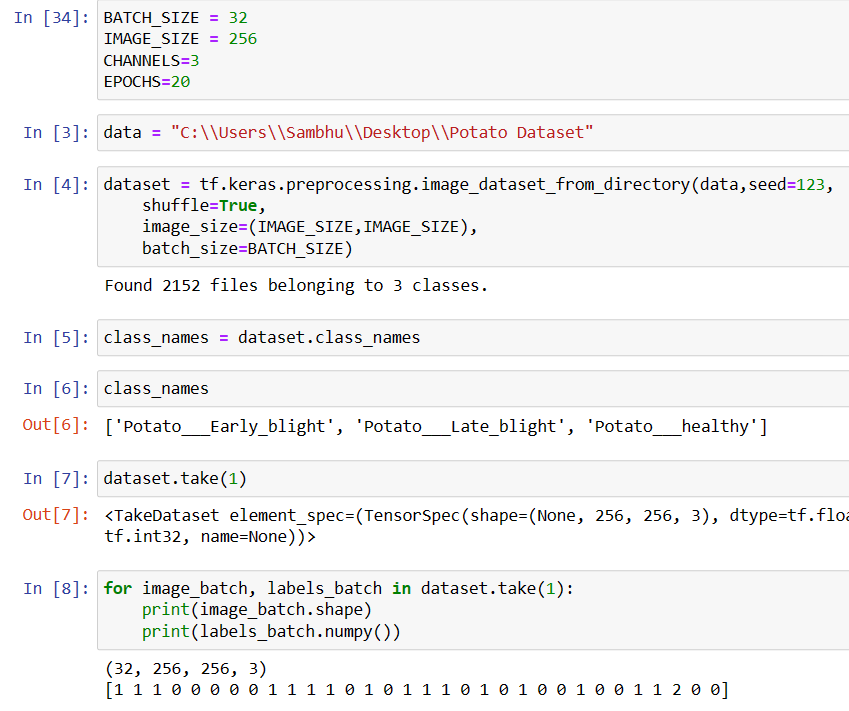 In [34]: BATCH_SIZE = 32
IMAGE_SIZE = 256
CHANNELS=3
EPOCHS=20
In [3]: data = "C:\\Users\\Sambhu\\Desktop\\Potato Dataset"
In [4]: dataset = tf.keras.preprocessing.image_dataset_from_directory(data,seed=123,
shuffle=True,
image_size=(IMAGE_SIZE,IMAGE_SIZE),
batch_size=BATCH_SIZE)
Found 2152 files belonging to 3 classes.
In [5]: class_names = dataset.class_names
In [6]: class_names
Out[6]: ['Potato___Early_blight', 'Potato___Late_blight', 'Potato___healthy']
In [7]: dataset.take(1)
Out[7]: <TakeDataset element_spec=(TensorSpec(shape=(None, 256, 256, 3), dtype=tf.floa
tf.int32, name=None))>
In [8]: for image_batch, labels_batch in dataset.take(1):
print(image_batch.shape)
print(labels_batch.numpy())
(32, 256, 256, 3)
[1 1 1 0 0 0 0 0 1 1 1 1 0 1 0 1 1 1 0 1 0 1 0 0 1 0 0 1 1 2 0 0]